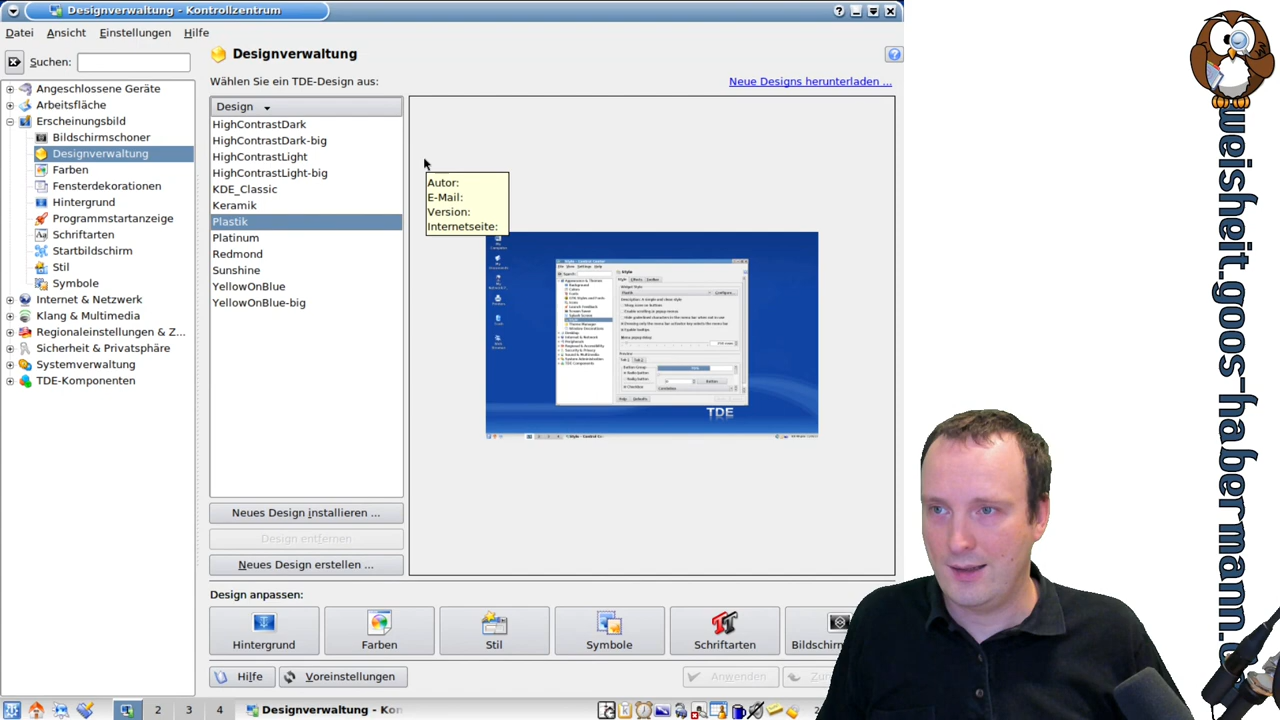 Designverwaltung - Kontrollzentrum
Datei Ansicht Einstellungen Hilfe
Suchen:
Designverwaltung
Wählen Sie ein TDE-Design aus:
Neue Designs herunterladen ...
Angeschlossene Geräte
Arbeitsfläche
Erscheinungsbild
Bildschirmschoner
Designverwaltung
Farben
Fensterdekorationen
Hintergrund
Programmstartanzeige
Schriftarten
Startbildschirm
Stil
Symbole
Internet & Netzwerk
Klang & Multimedia
Regionaleinstellungen & Z...
Sicherheit & Privatsphäre
Systemverwaltung
TDE-Komponenten
Design
HighContrastDark
HighContrastDark-big
HighContrastLight
HighContrastLight-big
KDE_Classic
Keramik
Plastik
Platinum
Redmond
Sunshine
YellowOnBlue
YellowOnBlue-big
Autor:
E-Mail:
Version:
Internetseite:
TDE
Neues Design installieren ...
Design entfernen
Neues Design erstellen ...
Design anpassen:
Hintergrund
Farben
Stil
Symbole
Schriftarten
Bildschirm
Hilfe
Voreinstellungen
Anwenden
Zur
2 3 4
Designverwaltung - Kon
weisheit.goos-habermann.